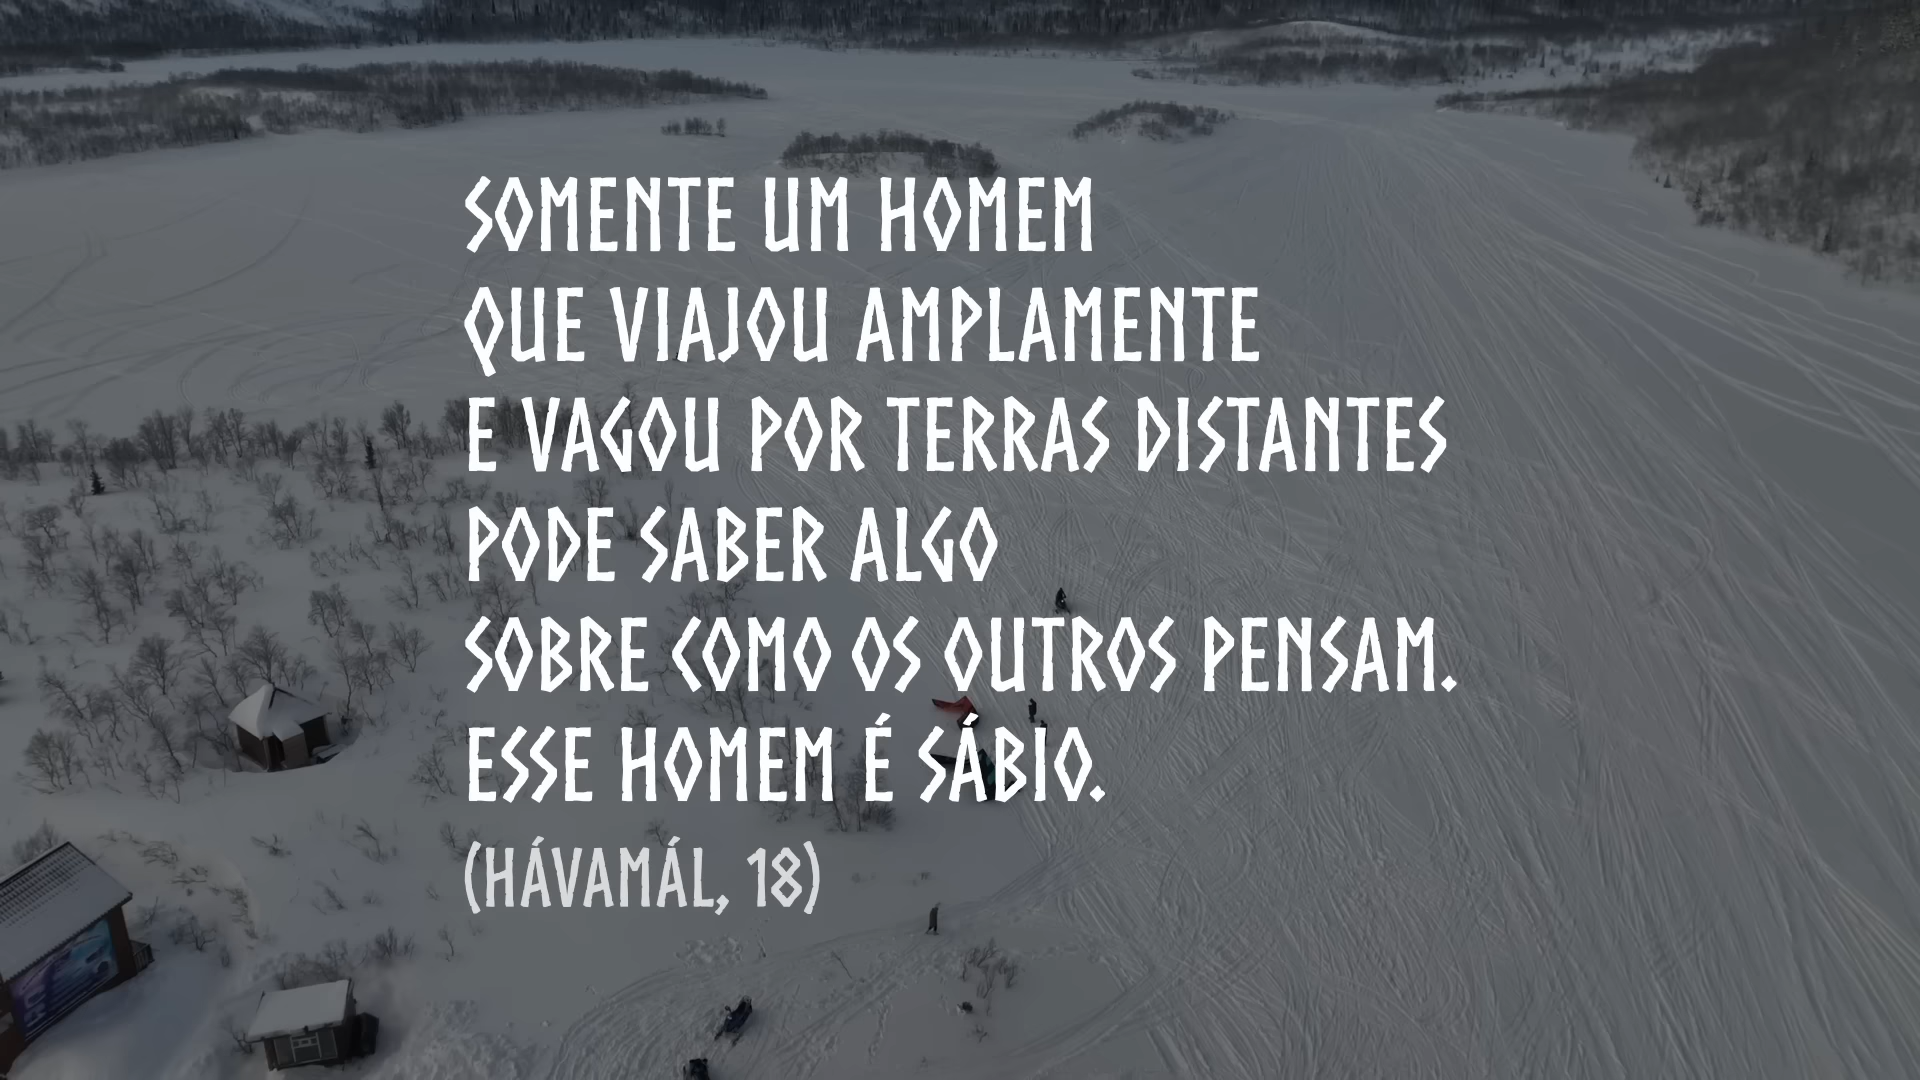 SOMENTE UM HOMEM
QUE VIAJOU AMPLAMENTE
E VAGOU POR TERRAS DISTANTES
PODE SABER ALGO
SOBRE COMO OS OUTROS PENSAM.
ESSE HOMEM É SÁBIO.
(HÁVAMÁL, 18)